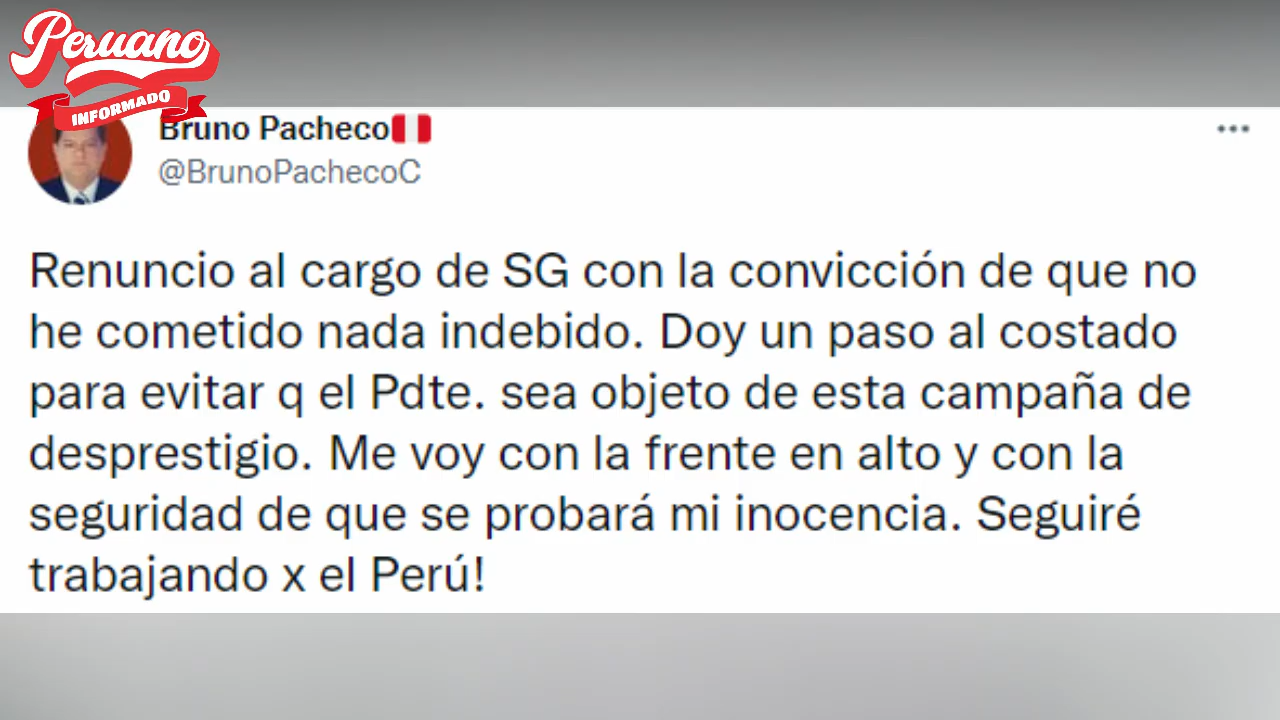 Peruano
INFORMADO
Bruno Pacheco
@BrunoPachecoC
Renuncio al cargo de SG con la convicción de que no
he cometido nada indebido. Doy un paso al costado
para evitar q el Pdte. sea objeto de esta campaña de
desprestigio. Me voy con la frente en alto y con la
seguridad de que se probará mi inocencia. Seguiré
trabajando x el Perú!